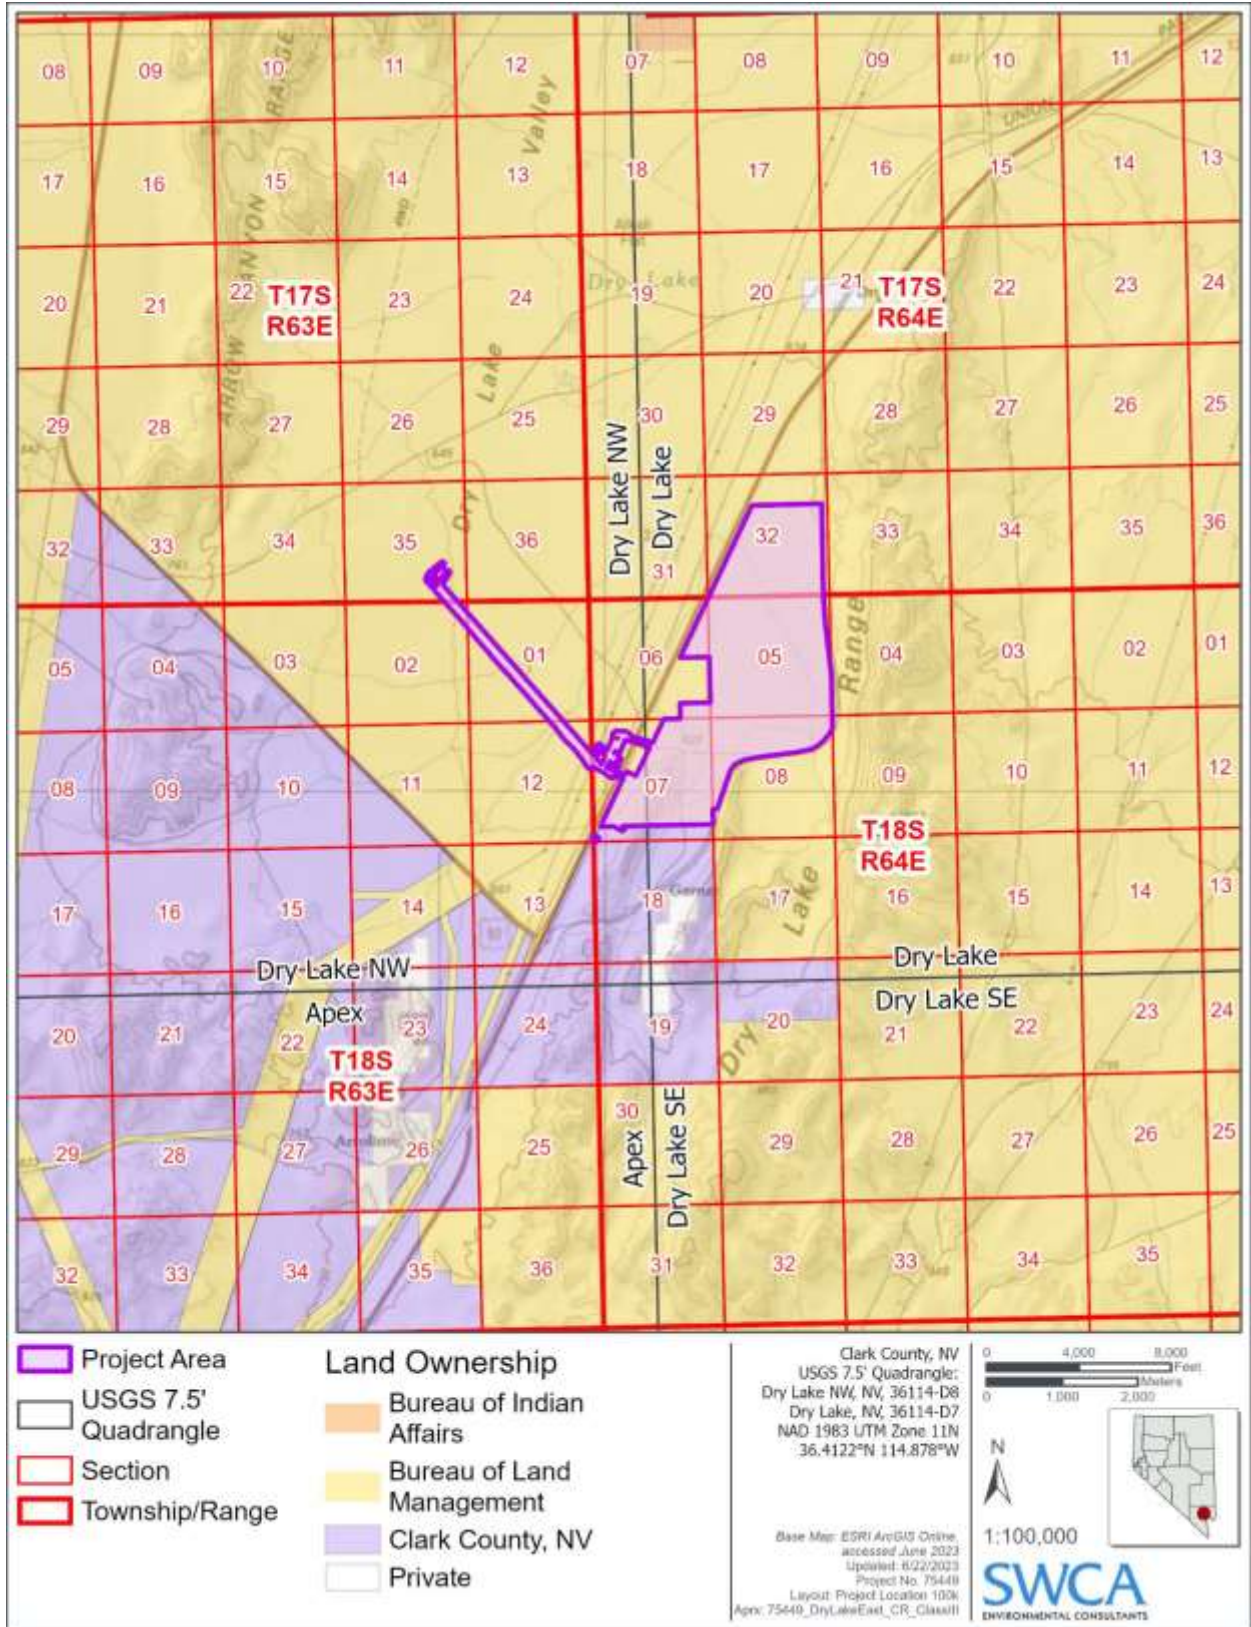 08 09 10 11 12 07 08 09 10 11 12
RANGE
Valley
UNION
17 16 15 14 13 18 17 16 15 14 13
ARROW CANYON
4WD
Dry Lake
20 21 22 23 24 19 20 21 22 23 24
T17S
R63E
T17S
R64E
29 28 27 26 25 30 29 28 27 26 25
Lake
Dry
Dry Lake NW
Dry Lake
32 33 34 35 36 31 32 33 34 35 36
05 04 03 02 01 06 05 04 03 02 01
Range
08 09 10 11 12 07 08 09 10 11 12
T18S
R64E
17 16 15 14 13 18 17 16 15 14 13
Lake
Dry Lake NW
Dry Lake
Apex
Dry Lake SE
20 21 22 23 24 19 20 21 22 23 24
Dry
T18S
R63E
29 28 27 26 25 30 29 28 27 26 25
Apex
Dry Lake SE
32 33 34 35 36 31 32 33 34 35
Project Area
USGS 7.5'
Quadrangle
Section
Township/Range
Land Ownership
Bureau of Indian
Affairs
Bureau of Land
Management
Clark County, NV
Private
Clark County, NV
USGS 7.5' Quadrangle:
Dry Lake NW, NV, 36114-D8
Dry Lake, NV, 36114-D7
NAD 1983 UTM Zone 11N
36.4122°N 114.878°W
Base Map: ESRI ArcGIS Online,
accessed June 2023
Updated: 6/22/2023
Project No. 75449
Layout: Project Location 100k
Aprx: 75449_DryLakeEast_CR_ClassIII
0 4,000 8,000
Feet
Meters
0 1,000 2,000
N
1:100,000
SWCA
ENVIRONMENTAL CONSULTANTS